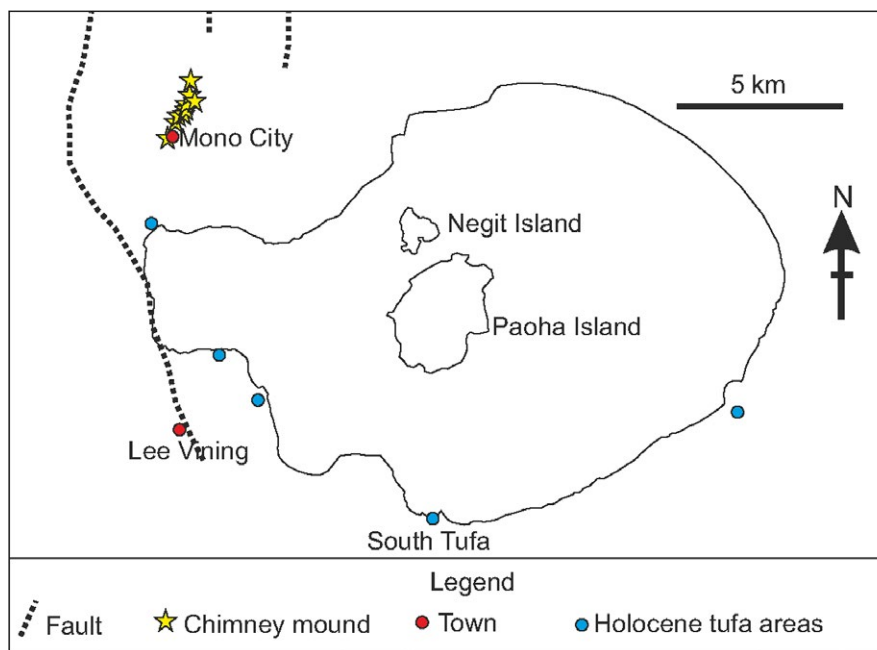 5 km
Mono City
N
Negit Island
Paoha Island
Lee Vining
South Tufa
Legend
Fault
Chimney mound
Town
Holocene tufa areas